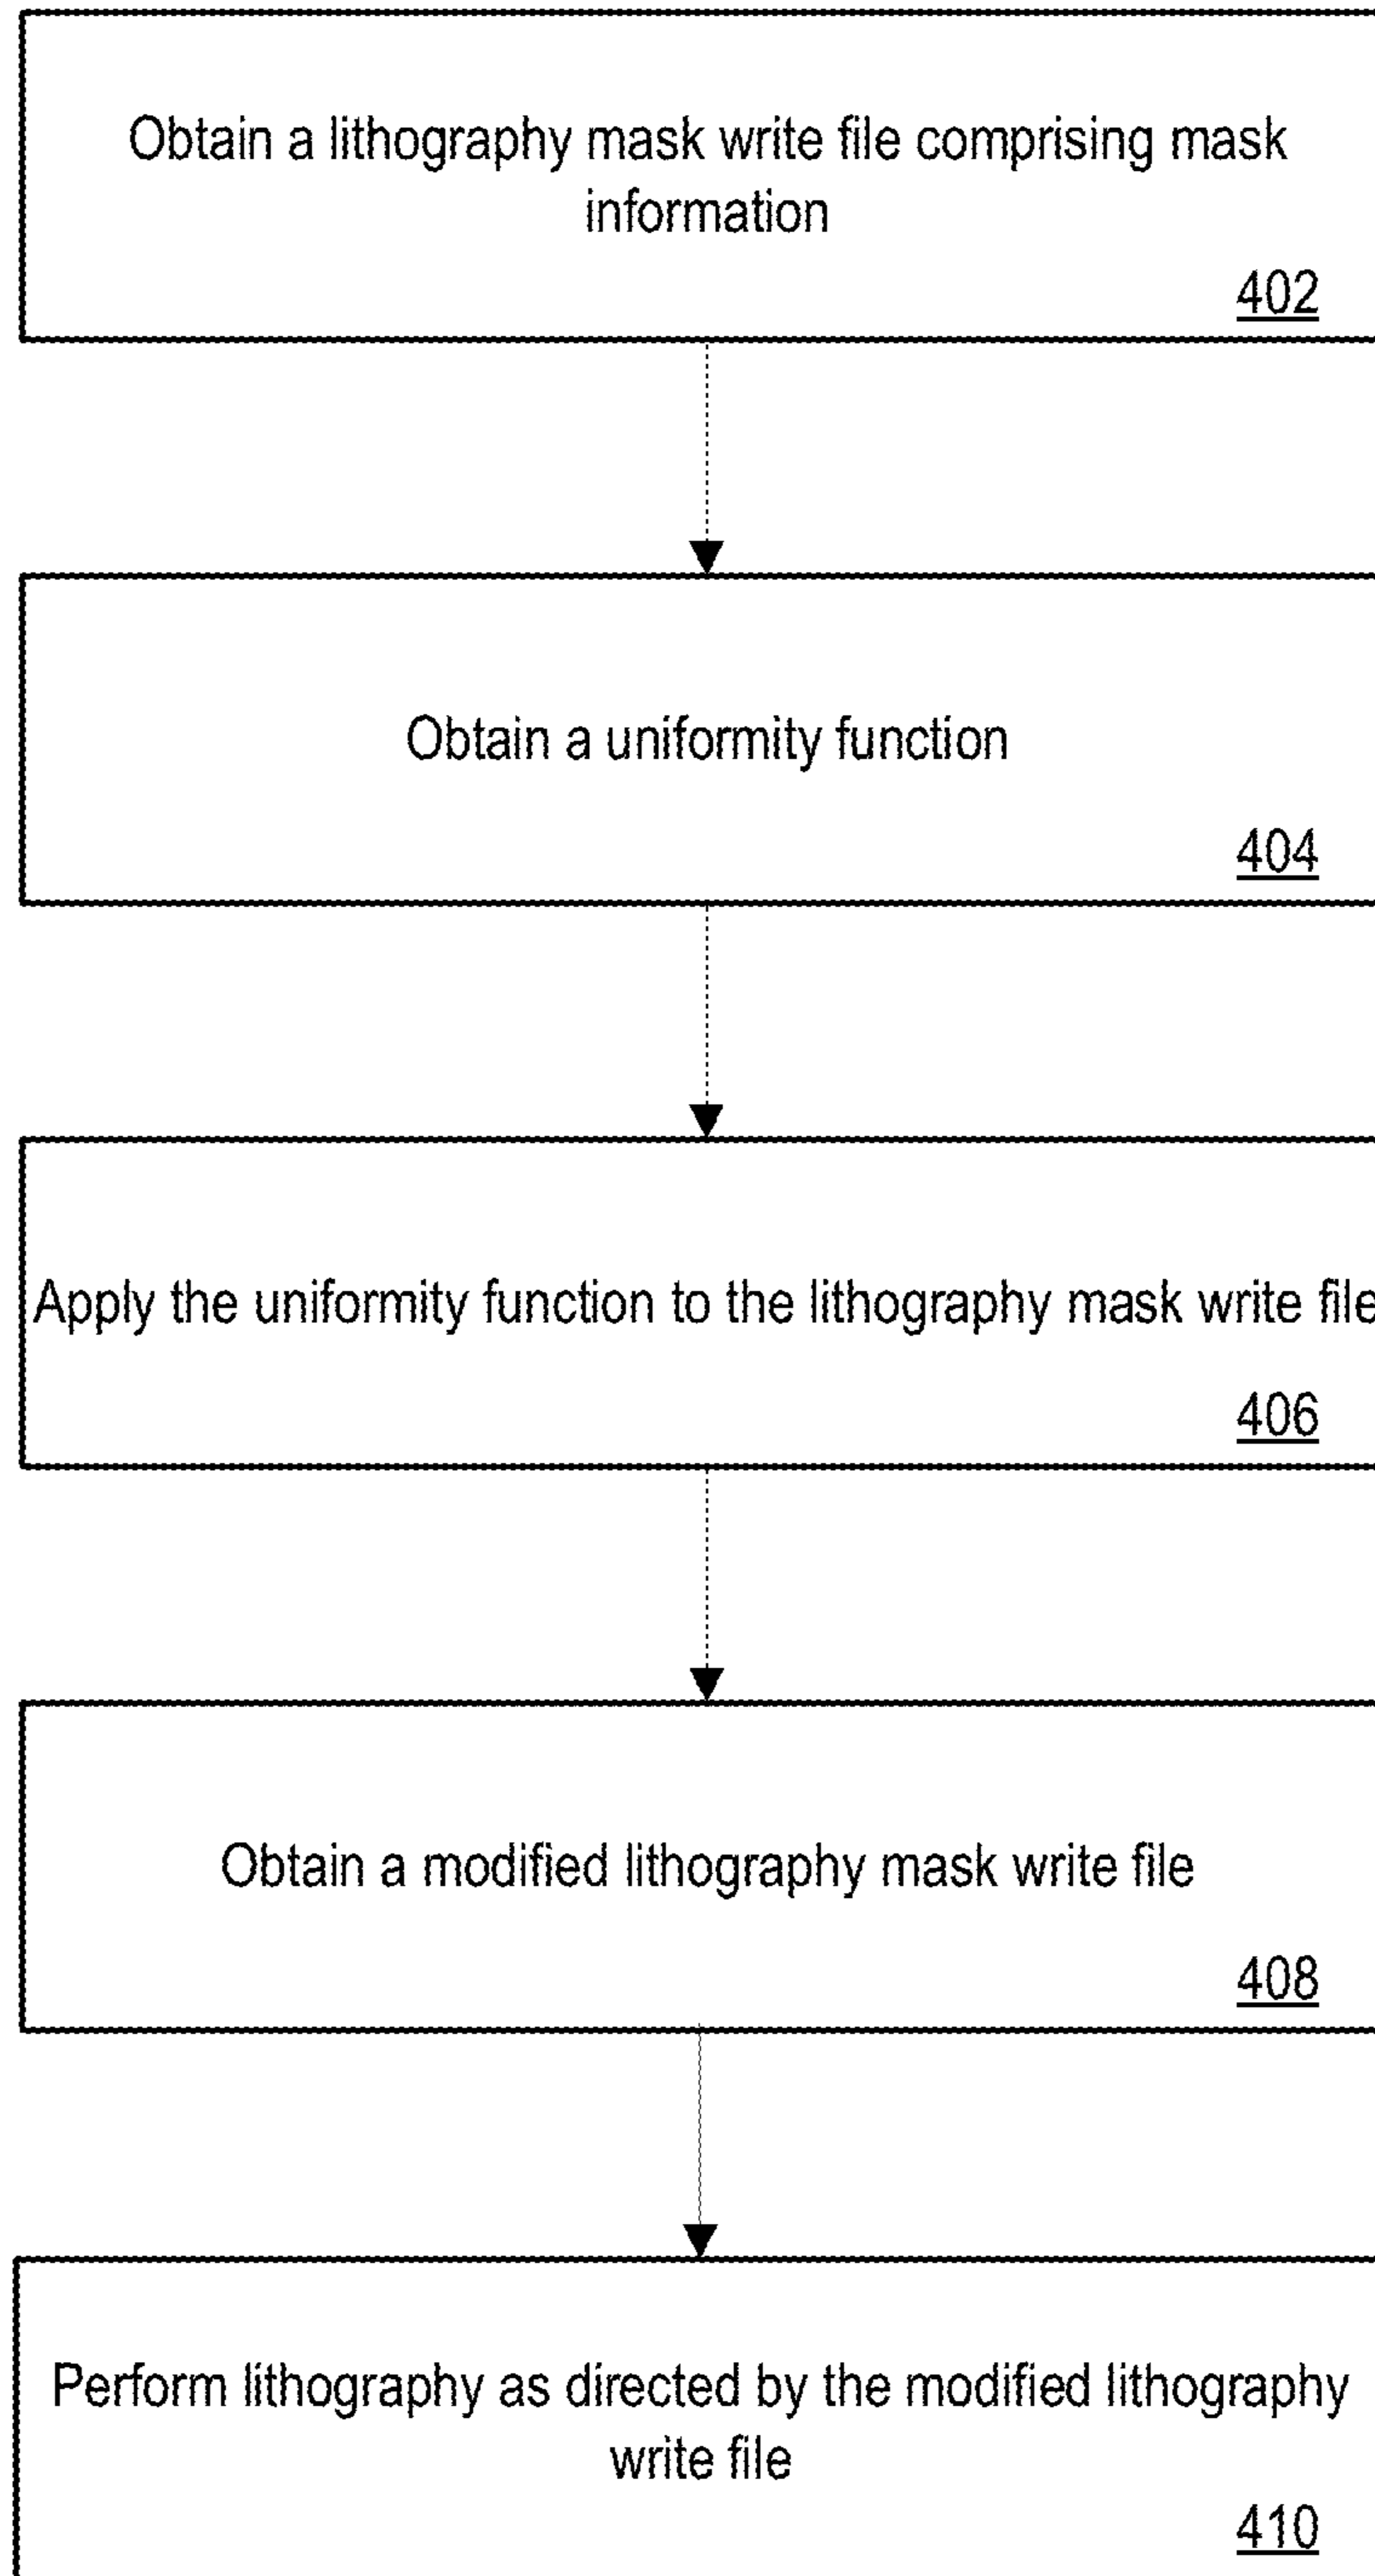 Obtain a lithography mask write file comprising mask
information
402
Obtain a uniformity function
404
Apply the uniformity function to the lithography mask write file
406
Obtain a modified lithography mask write file
408
Perform lithography as directed by the modified lithography
write file
410